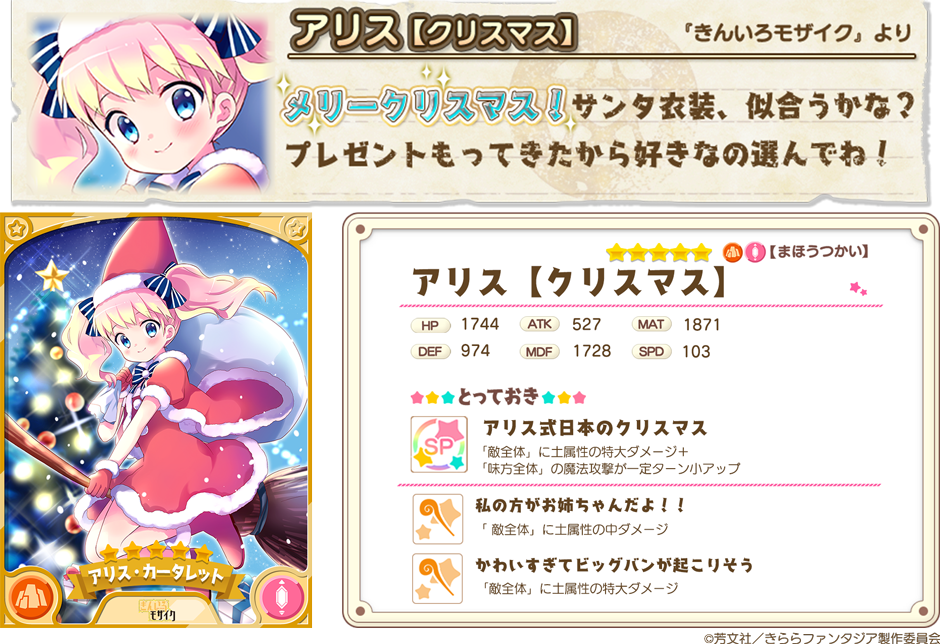 アリス【クリスマス】
『きんいろモザイク』より
メリークリスマス！サンタ衣装、似合うかな？
プレゼントもってきたから好きなの選んでね！
【まほうつかい】
アリス【クリスマス】
HP 1744 ATK 527 MAT 1871
DEF 974 MDF 1728 SPD 103
とっておき
SP
アリス式日本のクリスマス
「敵全体」に土属性の特大ダメージ＋
「味方全体」の魔法攻撃が一定ターン小アップ
私の方がお姉ちゃんだよ！！
「敵全体」に土属性の中ダメージ
かわいすぎてビッグバンが起こりそう
「敵全体」に土属性の特大ダメージ
アリス・カータレット
モザイク
©芳文社／きららファンタジア製作委員会